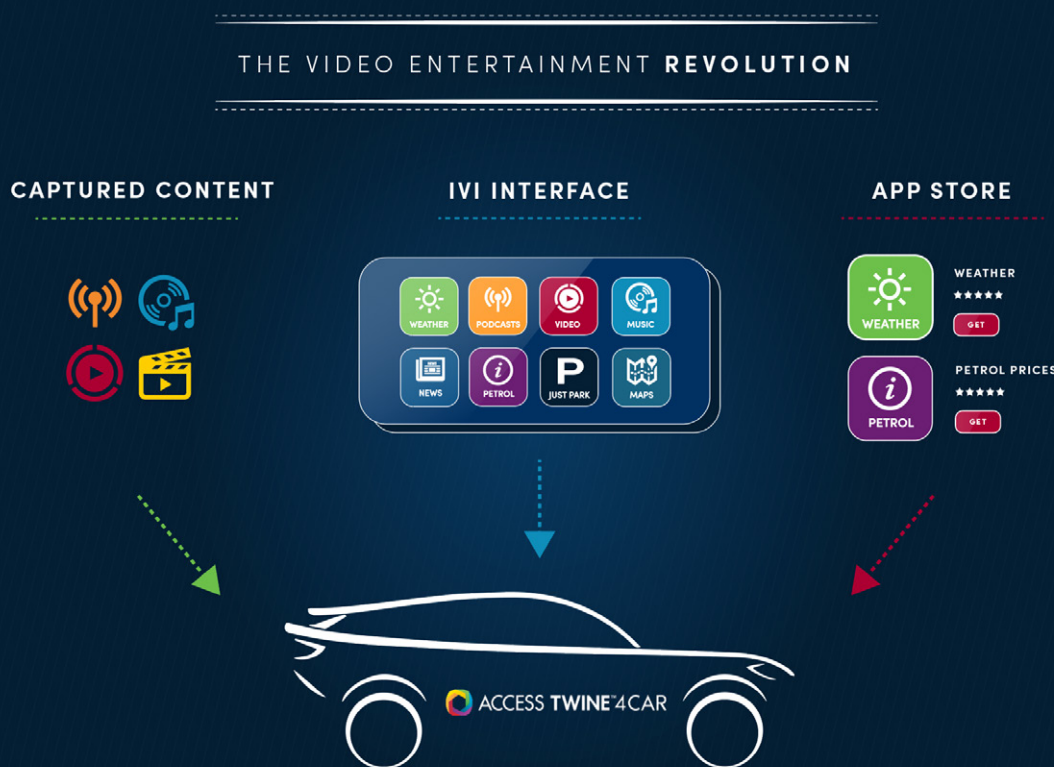 THE VIDEO ENTERTAINMENT REVOLUTION
CAPTURED CONTENT
IVI INTERFACE
WEATHER
PODCASTS
VIDEO
MUSIC
NEWS
i
PETROL
P
JUST PARK
MAPS
APP STORE
WEATHER
WEATHER
★★★★★
GET
i
PETROL
PETROL PRICES
★★★★★
GET
ACCESS TWINE™4CAR